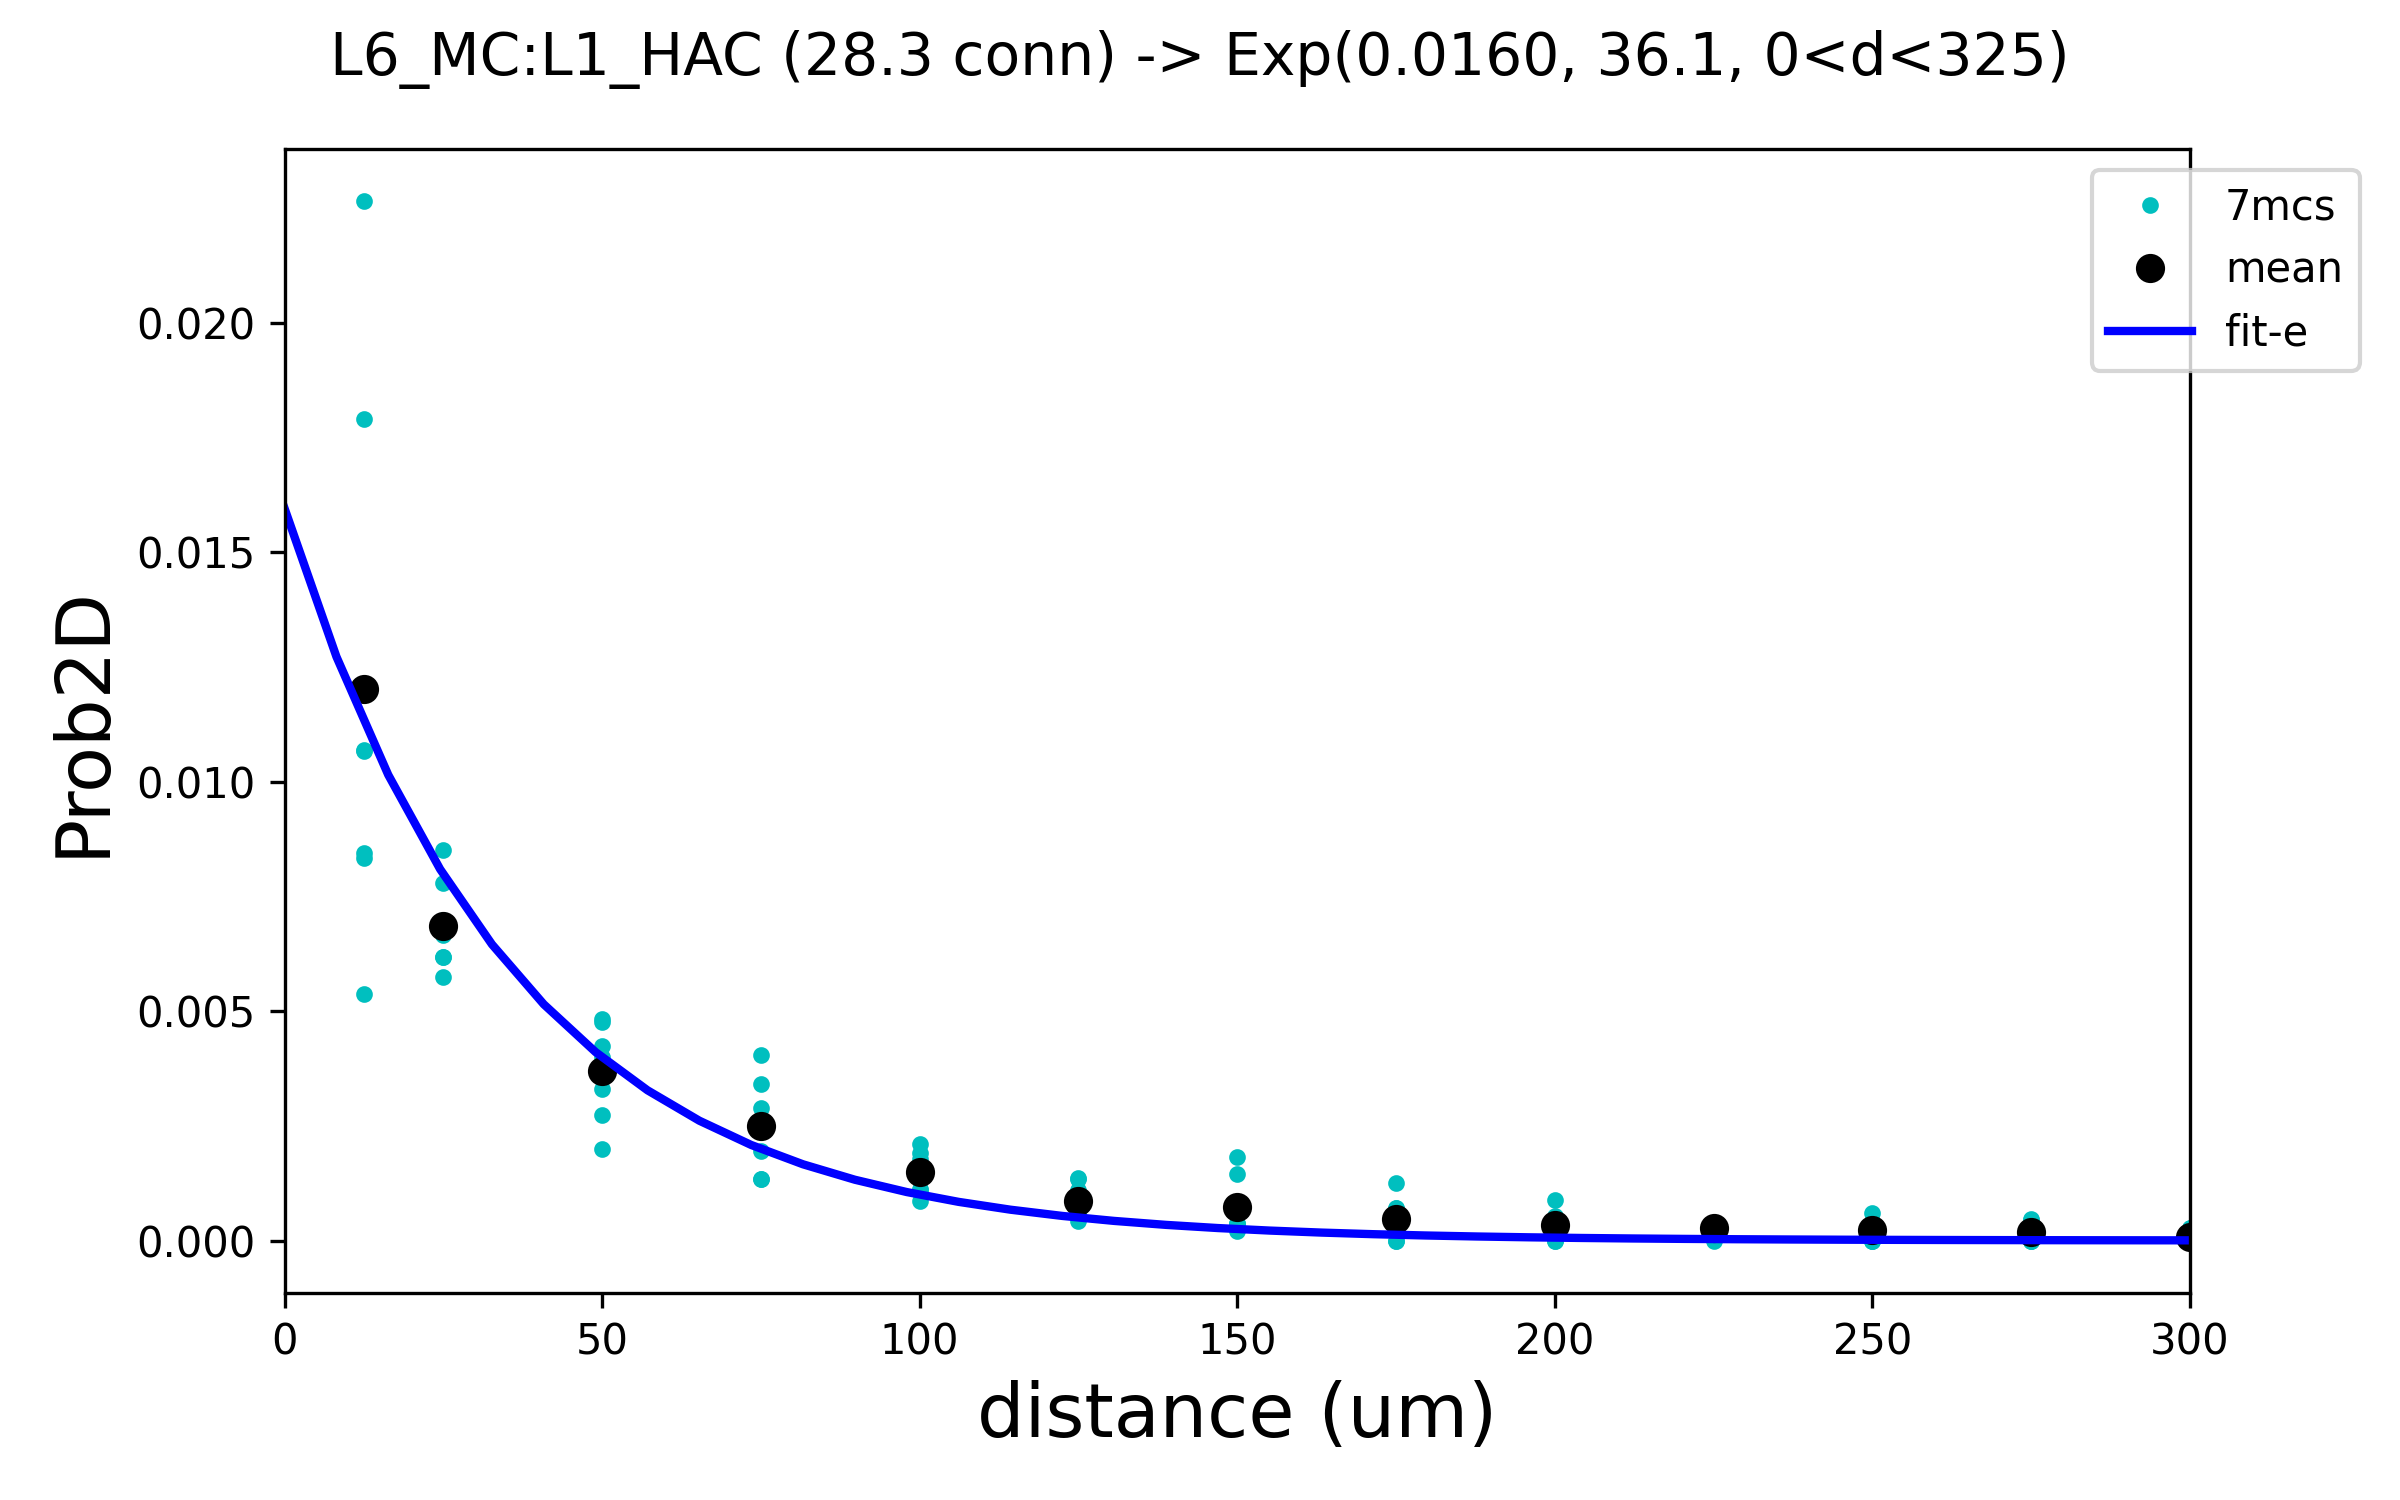 L6_MC:L1_HAC (28.3 conn) -> Exp(0.0160, 36.1, 0<d<325)
7mcs
mean
fit-e
0.020
0.015
0.010
0.005
0.000
Prob2D
0 50 100 150 200 250 300
distance (um)